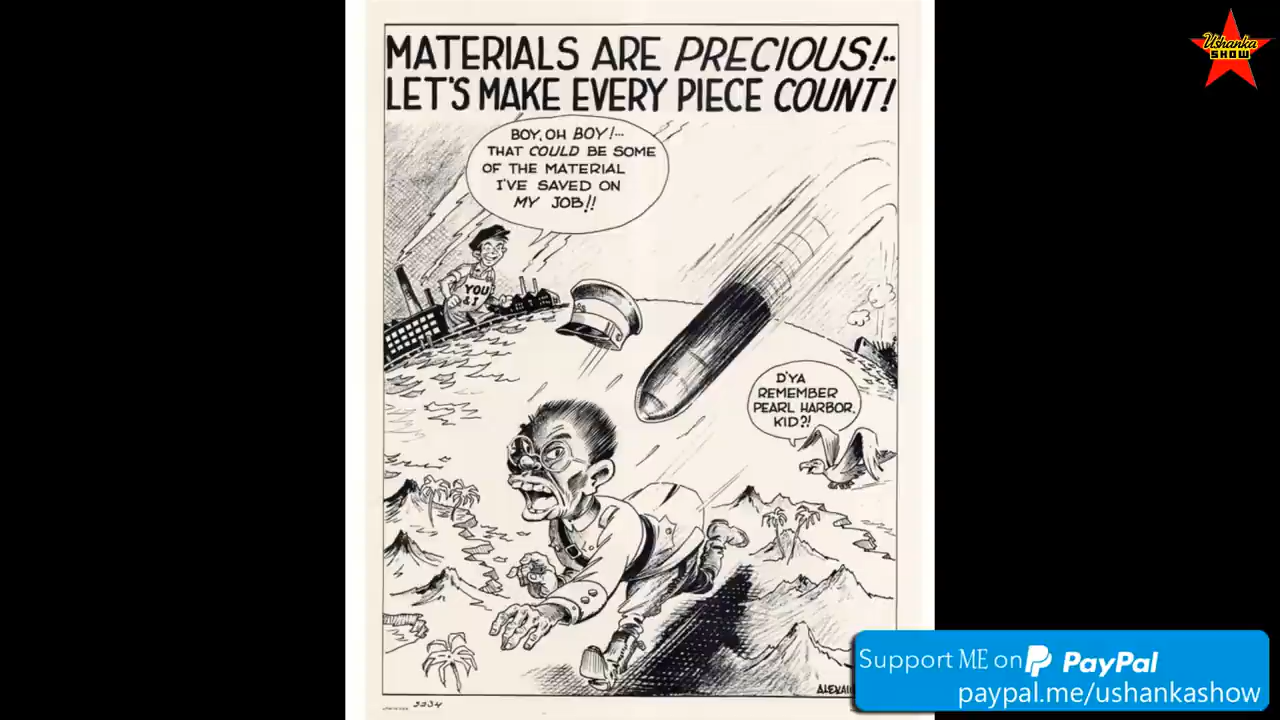 MATERIALS ARE PRECIOUS!--
LET'S MAKE EVERY PIECE COUNT!
Ushanka
SHOW
BOY, OH BOY!---
THAT COULD BE SOME
OF THE MATERIAL
I'VE SAVED ON
MY JOB!!
YOU
& I
D'YA
REMEMBER
PEARL HARBOR,
KID?!
Support ME on PayPal
paypal.me/ushankashow
5234